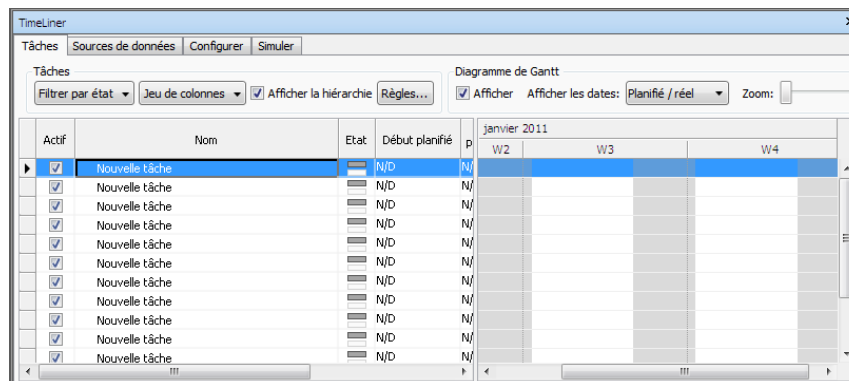 TimeLiner
Tâches Sources de données Configurer Simuler
Tâches Diagramme de Gantt
Filtrer par état Jeu de colonnes Afficher la hiérarchie Règles... Afficher Afficher les dates: Planifié / réel Zoom:
Actif Nom Etat Début planifié p janvier 2011
W2 W3 W4
Nouvelle tâche N/D N/
Nouvelle tâche N/D N/
Nouvelle tâche N/D N/
Nouvelle tâche N/D N/
Nouvelle tâche N/D N/
Nouvelle tâche N/D N/
Nouvelle tâche N/D N/
Nouvelle tâche N/D N/
Nouvelle tâche N/D N/
Nouvelle tâche N/D N/
Nouvelle tâche N/D N/